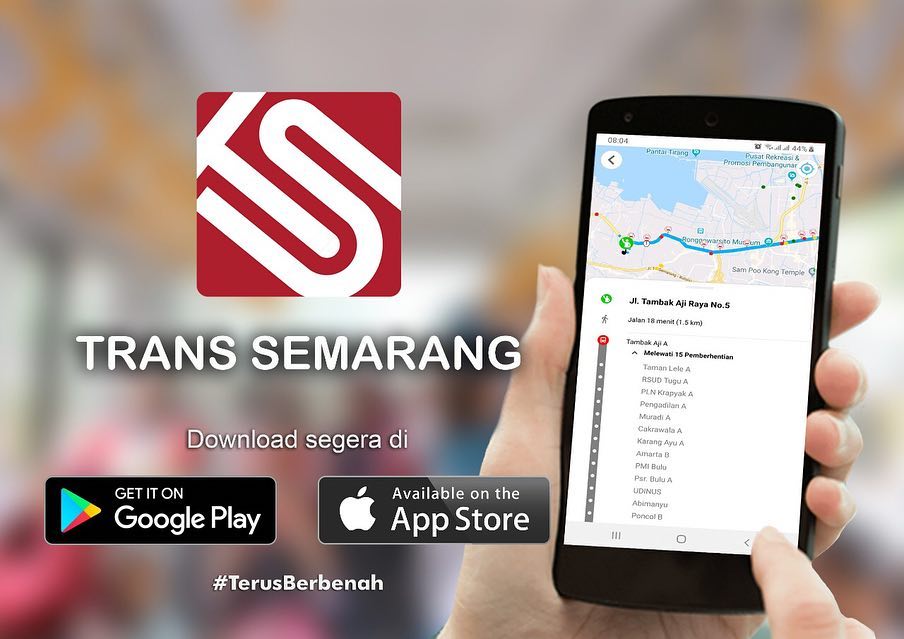 TRANS SEMARANG
Download segera di
GET IT ON
Google Play
Available on the
App Store
#TerusBerbenah
08:04
44%
Pantai Tirang
Pusat Rekreasi &
Promosi Pembangunan
Ronggowarsito Museum
Sam Poo Kong Temple
Jl. Tambak Aji Raya No.5
Jalan 18 menit (1.5 km)
Tambak Aji A
Melewati 15 Pemberhentian
Taman Lele A
RSUD Tugu A
PLN Krapyak A
Pengadilan A
Muradi A
Cakrawala A
Karang Ayu A
Amarta B
PMI Bulu
Psr. Bulu A
UDINUS
Abimanyu
Poncol B